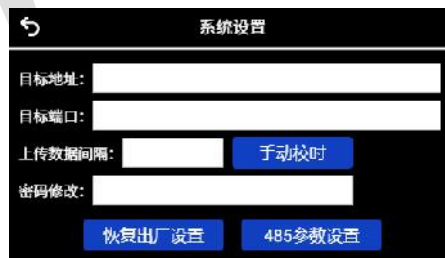 系统设置
目标地址:
目标端口:
上传数据间隔: 手动校时
密码修改:
恢复出厂设置 485参数设置